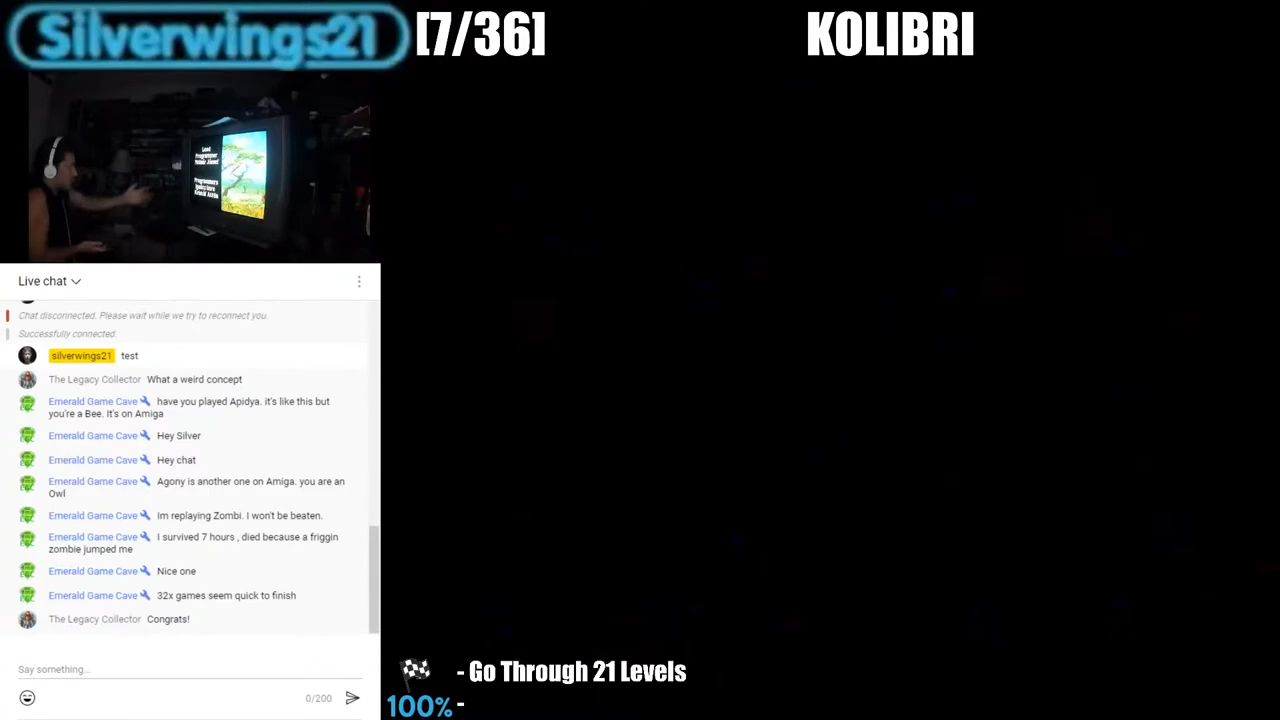 Silverwings21
[7/36]
KOLIBRI
Lead
Programmer
Programmers
Live chat
Chat disconnected. Please wait while we try to reconnect you.
Successfully connected.
silverwings21 test
The Legacy Collector What a weird concept
Emerald Game Cave have you played Apidya. it's like this but
you're a Bee. It's on Amiga
Emerald Game Cave Hey Silver
Emerald Game Cave Hey chat
Emerald Game Cave Agony is another one on Amiga. you are an
Owl
Emerald Game Cave Im replaying Zombi. I won't be beaten.
Emerald Game Cave I survived 7 hours , died because a friggin
zombie jumped me
Emerald Game Cave Nice one
Emerald Game Cave 32x games seem quick to finish
The Legacy Collector Congrats!
Say something...
0/200
- Go Through 21 Levels
100% -